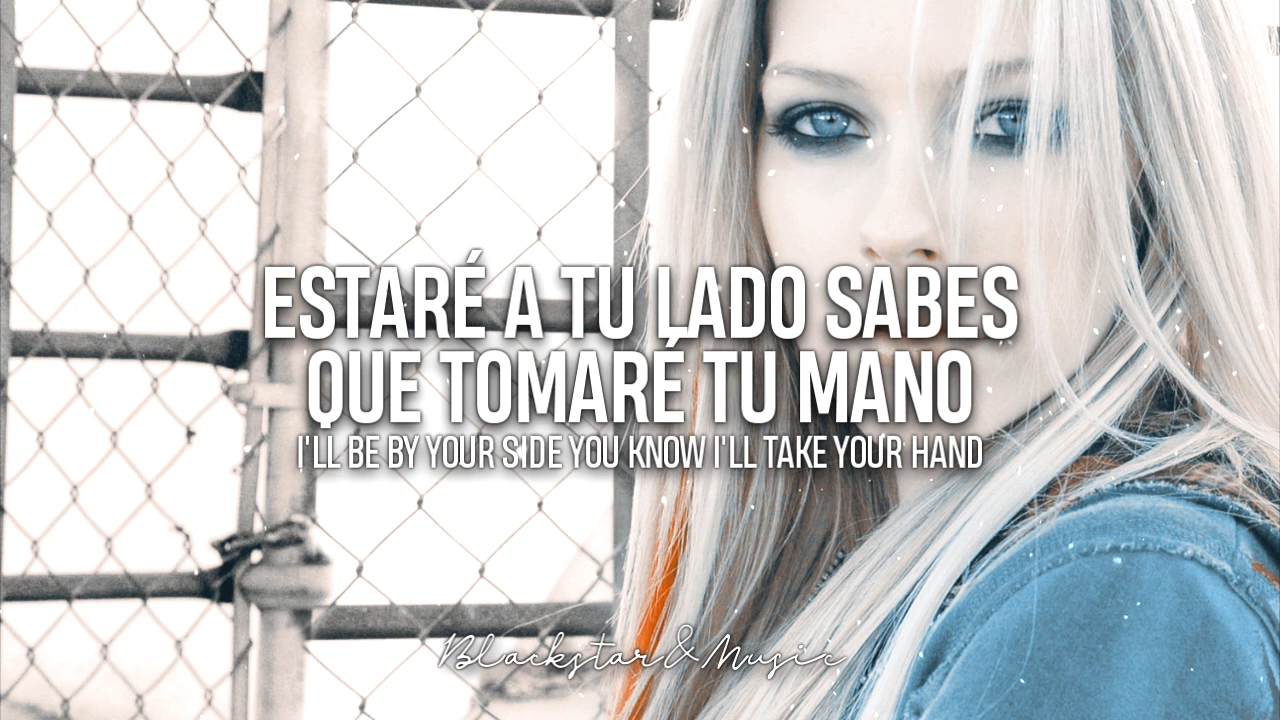 ESTARÉ A TU LADO SABES
QUE TOMARÉ TU MANO
I'LL BE BY YOUR SIDE YOU KNOW I'LL TAKE YOUR HAND
Blackstar&Music